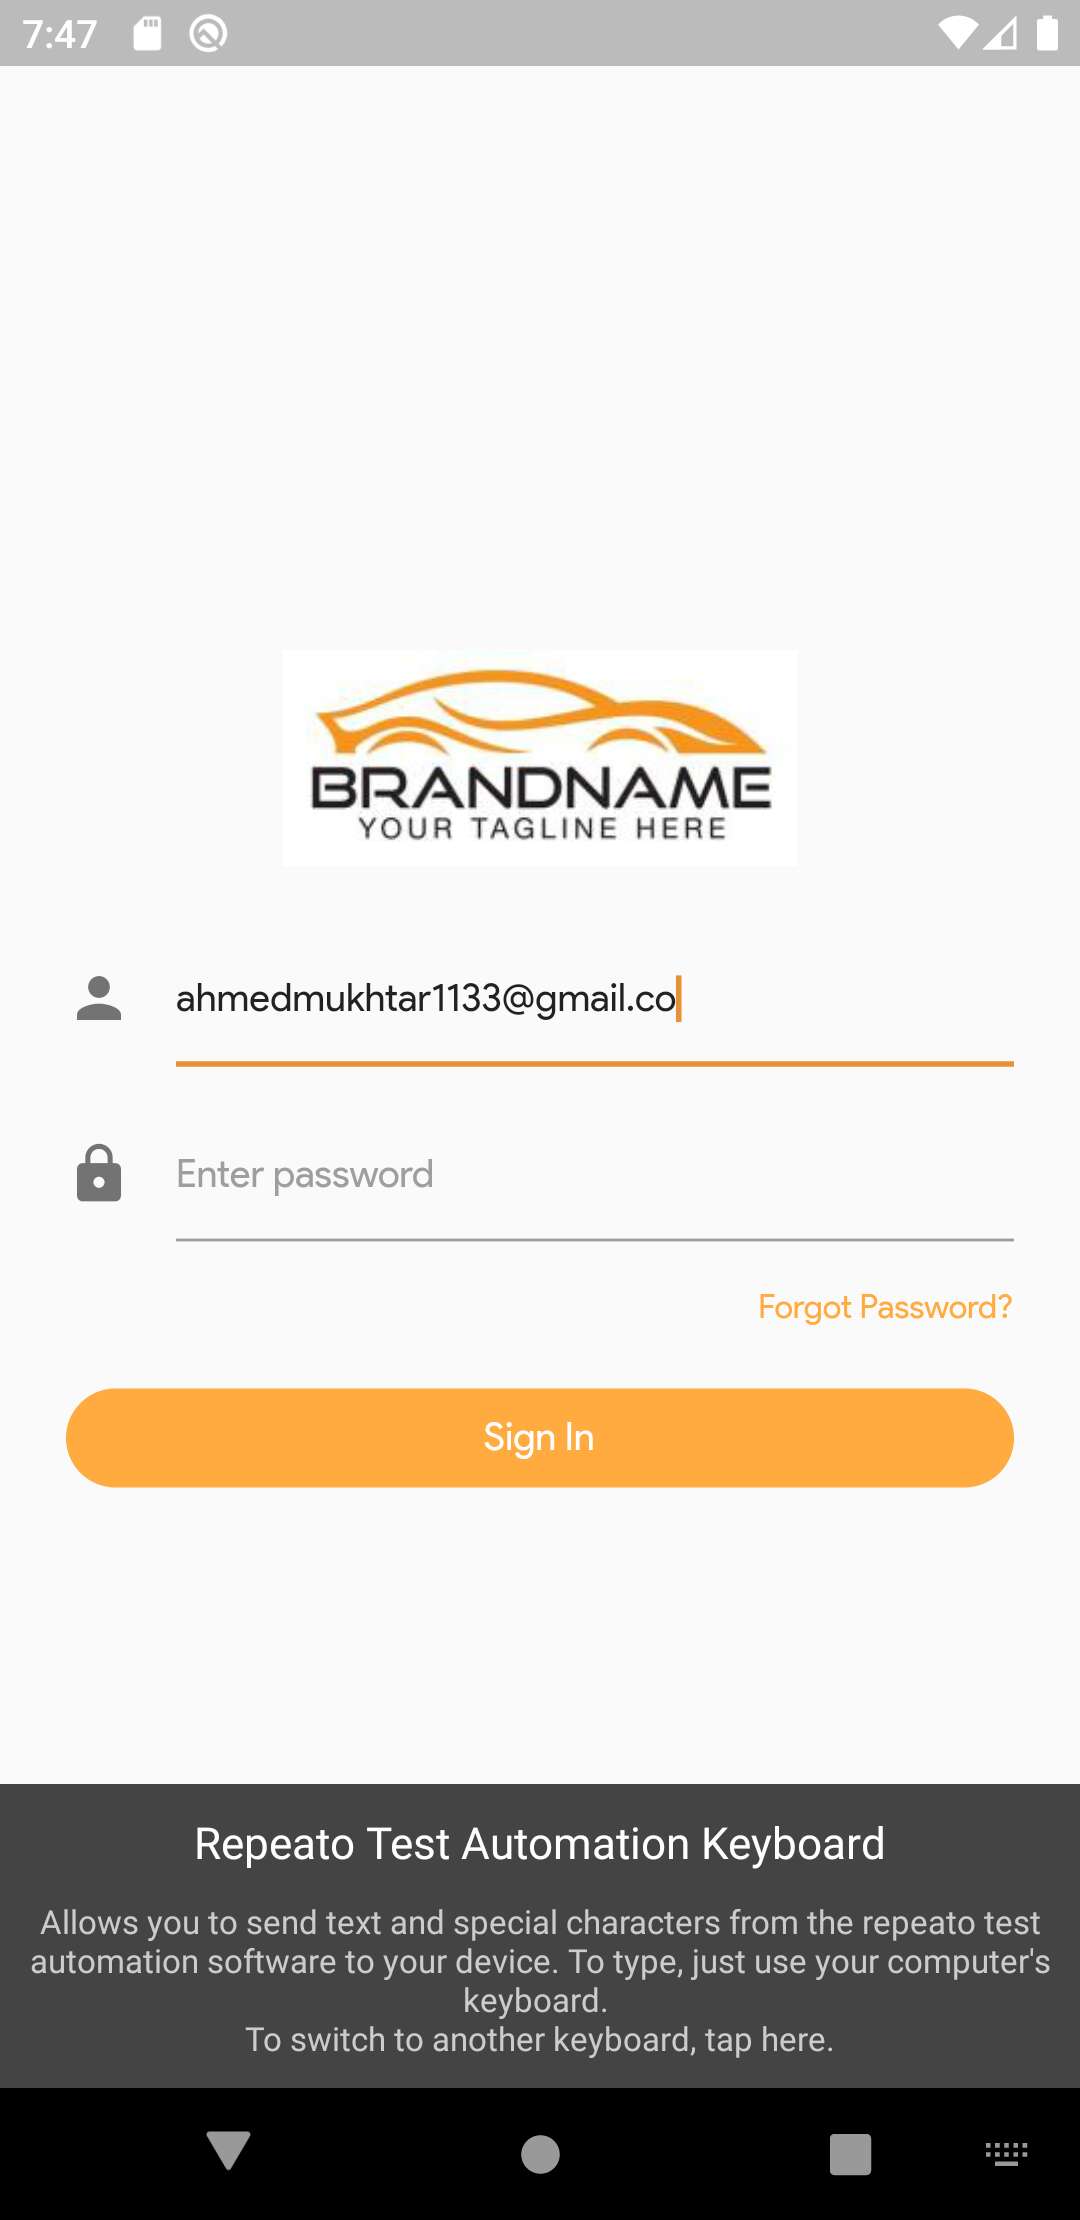 7:47
BRANDNAME
YOUR TAGLINE HERE
ahmedmukhtar1133@gmail.co
Enter password
Forgot Password?
Sign In
Repeato Test Automation Keyboard
Allows you to send text and special characters from the repeato test
automation software to your device. To type, just use your computer's
keyboard.
To switch to another keyboard, tap here.